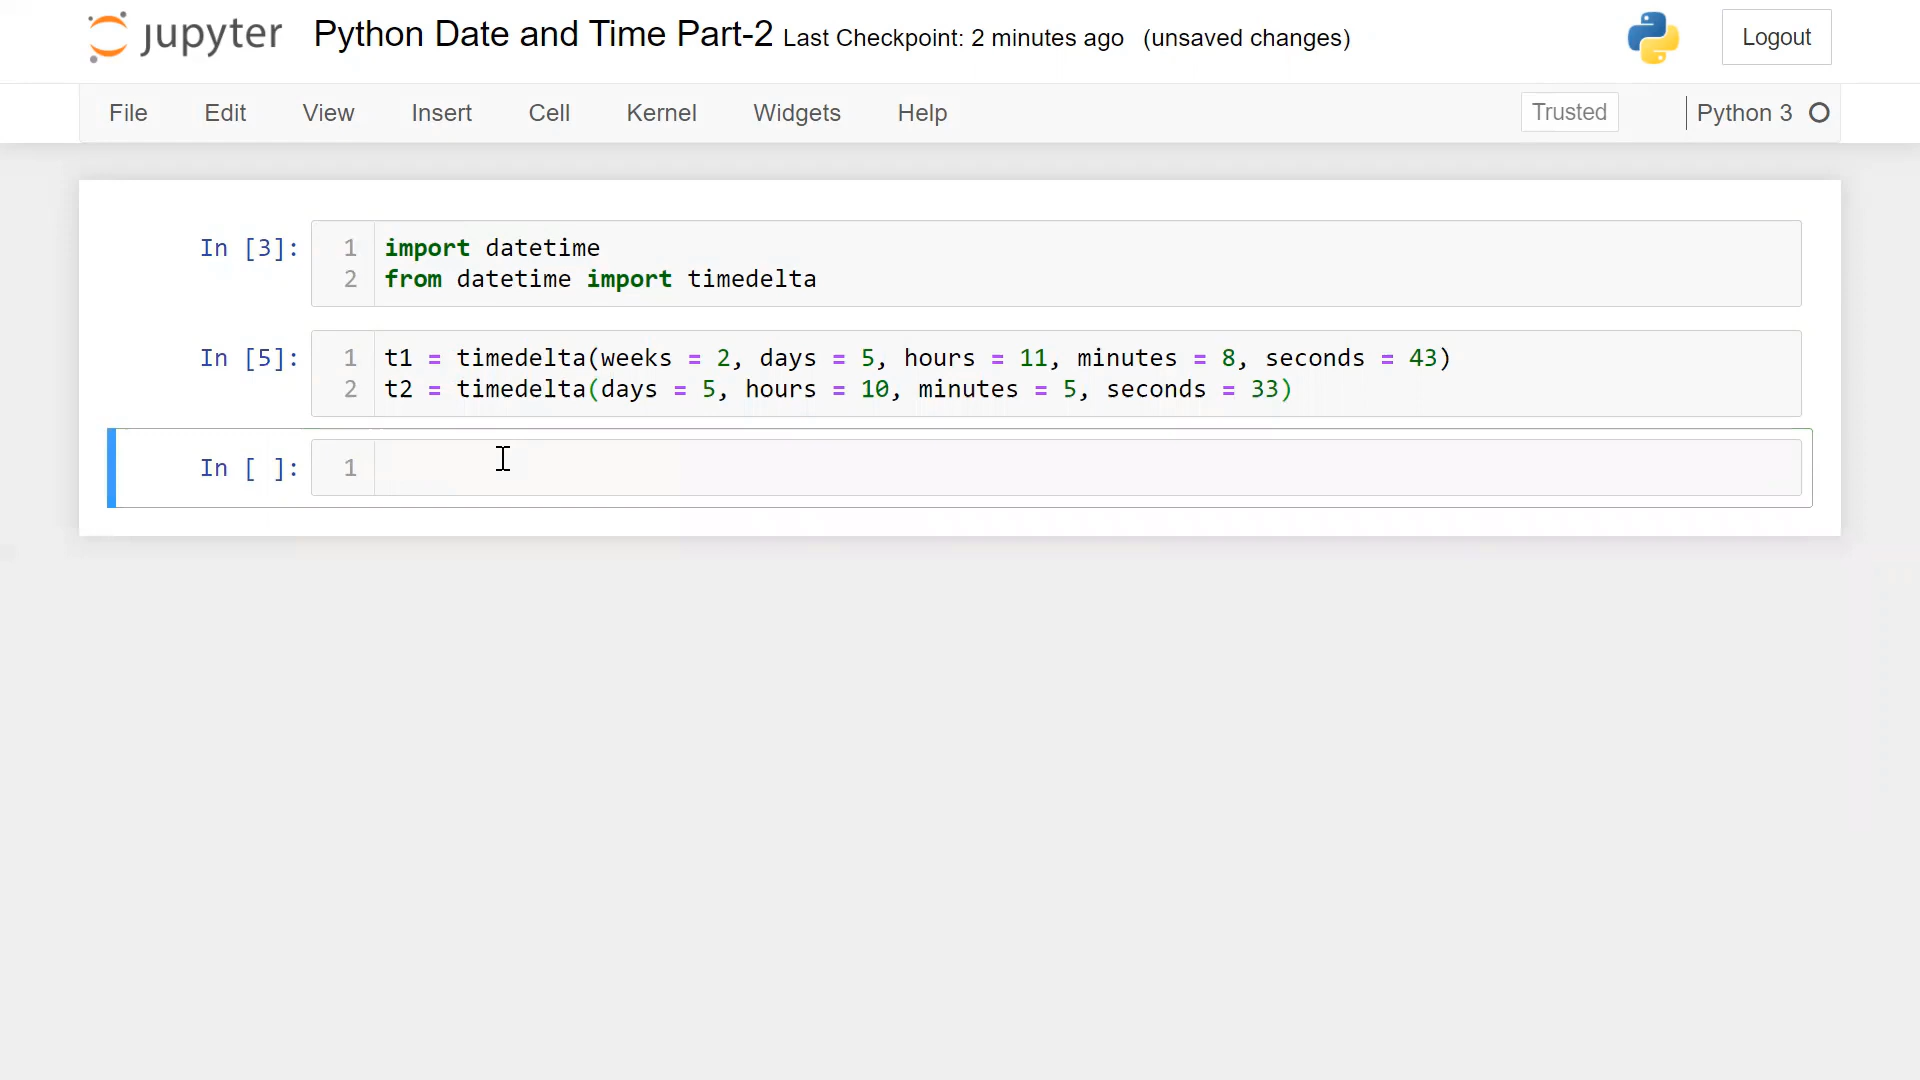 jupyter Python Date and Time Part-2 Last Checkpoint: 2 minutes ago (unsaved changes) Logout
File Edit View Insert Cell Kernel Widgets Help Trusted Python 3
In [3]: 1 import datetime
2 from datetime import timedelta
In [5]: 1 t1 = timedelta(weeks = 2, days = 5, hours = 11, minutes = 8, seconds = 43)
2 t2 = timedelta(days = 5, hours = 10, minutes = 5, seconds = 33)
In [ ]: 1